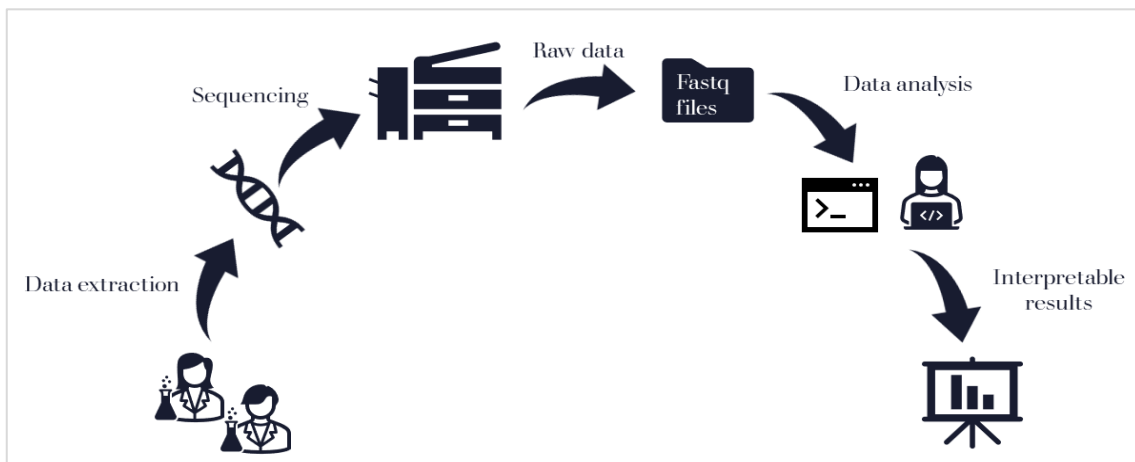 Data extraction
Sequencing
Raw data
Fastq
files
Data analysis
>_
</>
Interpretable
results